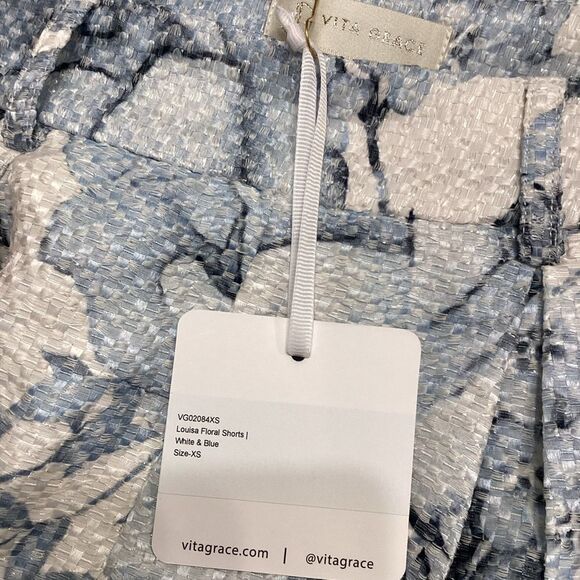 VITA GRACE
VG02084XS
Louisa Floral Shorts |
White & Blue
Size-XS
vitagrace.com | @vitagrace